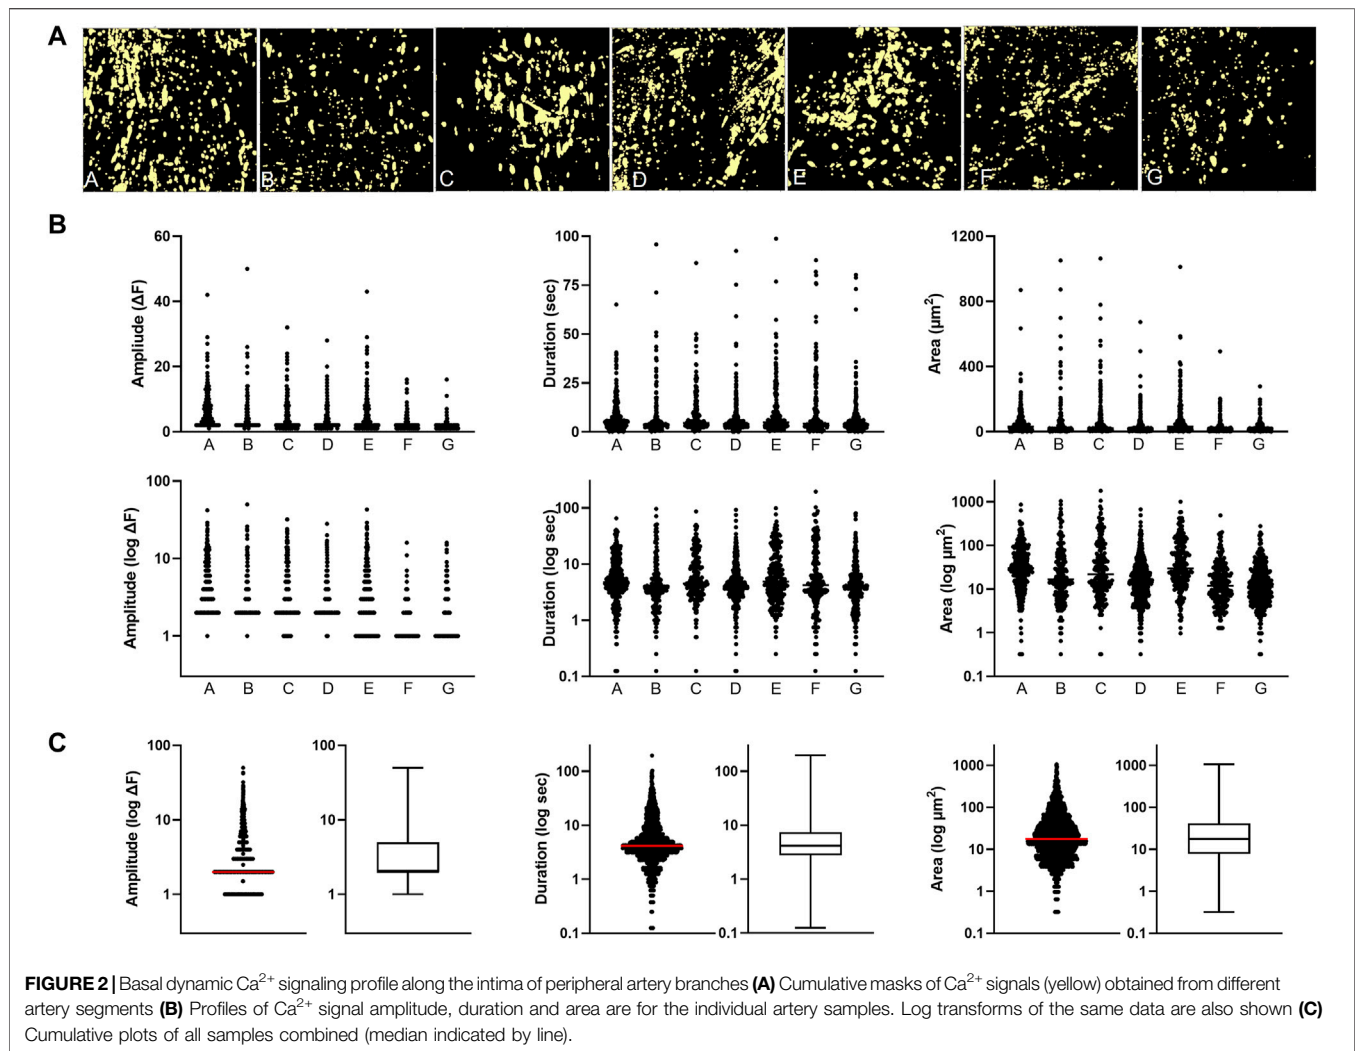 A
A B C D E F G
B
60
40
20
0
Ampliude (ΔF)
A B C D E F G
100
75
50
25
0
Duration (sec)
A B C D E F G
1200
800
400
0
Area (µm²)
A B C D E F G
100
10
1
Amplitude (log ΔF)
A B C D E F G
100
10
1
0.1
Duration (log sec)
A B C D E F G
1000
100
10
1
0.1
Area (log µm²)
A B C D E F G
C
100
10
1
Amplitude (log ΔF)
100
10
1
100
10
1
0.1
Duration (log sec)
100
10
1
0.1
1000
100
10
1
0.1
Area (log µm²)
1000
100
10
1
0.1
FIGURE 2 | Basal dynamic Ca²⁺ signaling profile along the intima of peripheral artery branches (A) Cumulative masks of Ca²⁺ signals (yellow) obtained from different
artery segments (B) Profiles of Ca²⁺ signal amplitude, duration and area are for the individual artery samples. Log transforms of the same data are also shown (C)
Cumulative plots of all samples combined (median indicated by line).